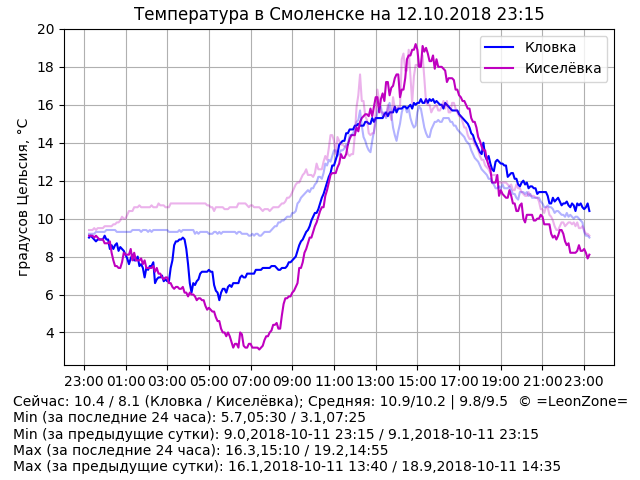 Температура в Смоленске на 12.10.2018 23:15
градусов Цельсия, °C
20
18
16
14
12
10
8
6
4
Кловка
Киселёвка
23:00 01:00 03:00 05:00 07:00 09:00 11:00 13:00 15:00 17:00 19:00 21:00 23:00
Сейчас: 10.4 / 8.1 (Кловка / Киселёвка); Средняя: 10.9/10.2 | 9.8/9.5 © =LeonZone=
Min (за последние 24 часа): 5.7,05:30 / 3.1,07:25
Min (за предыдущие сутки): 9.0,2018-10-11 23:15 / 9.1,2018-10-11 23:15
Max (за последние 24 часа): 16.3,15:10 / 19.2,14:55
Max (за предыдущие сутки): 16.1,2018-10-11 13:40 / 18.9,2018-10-11 14:35